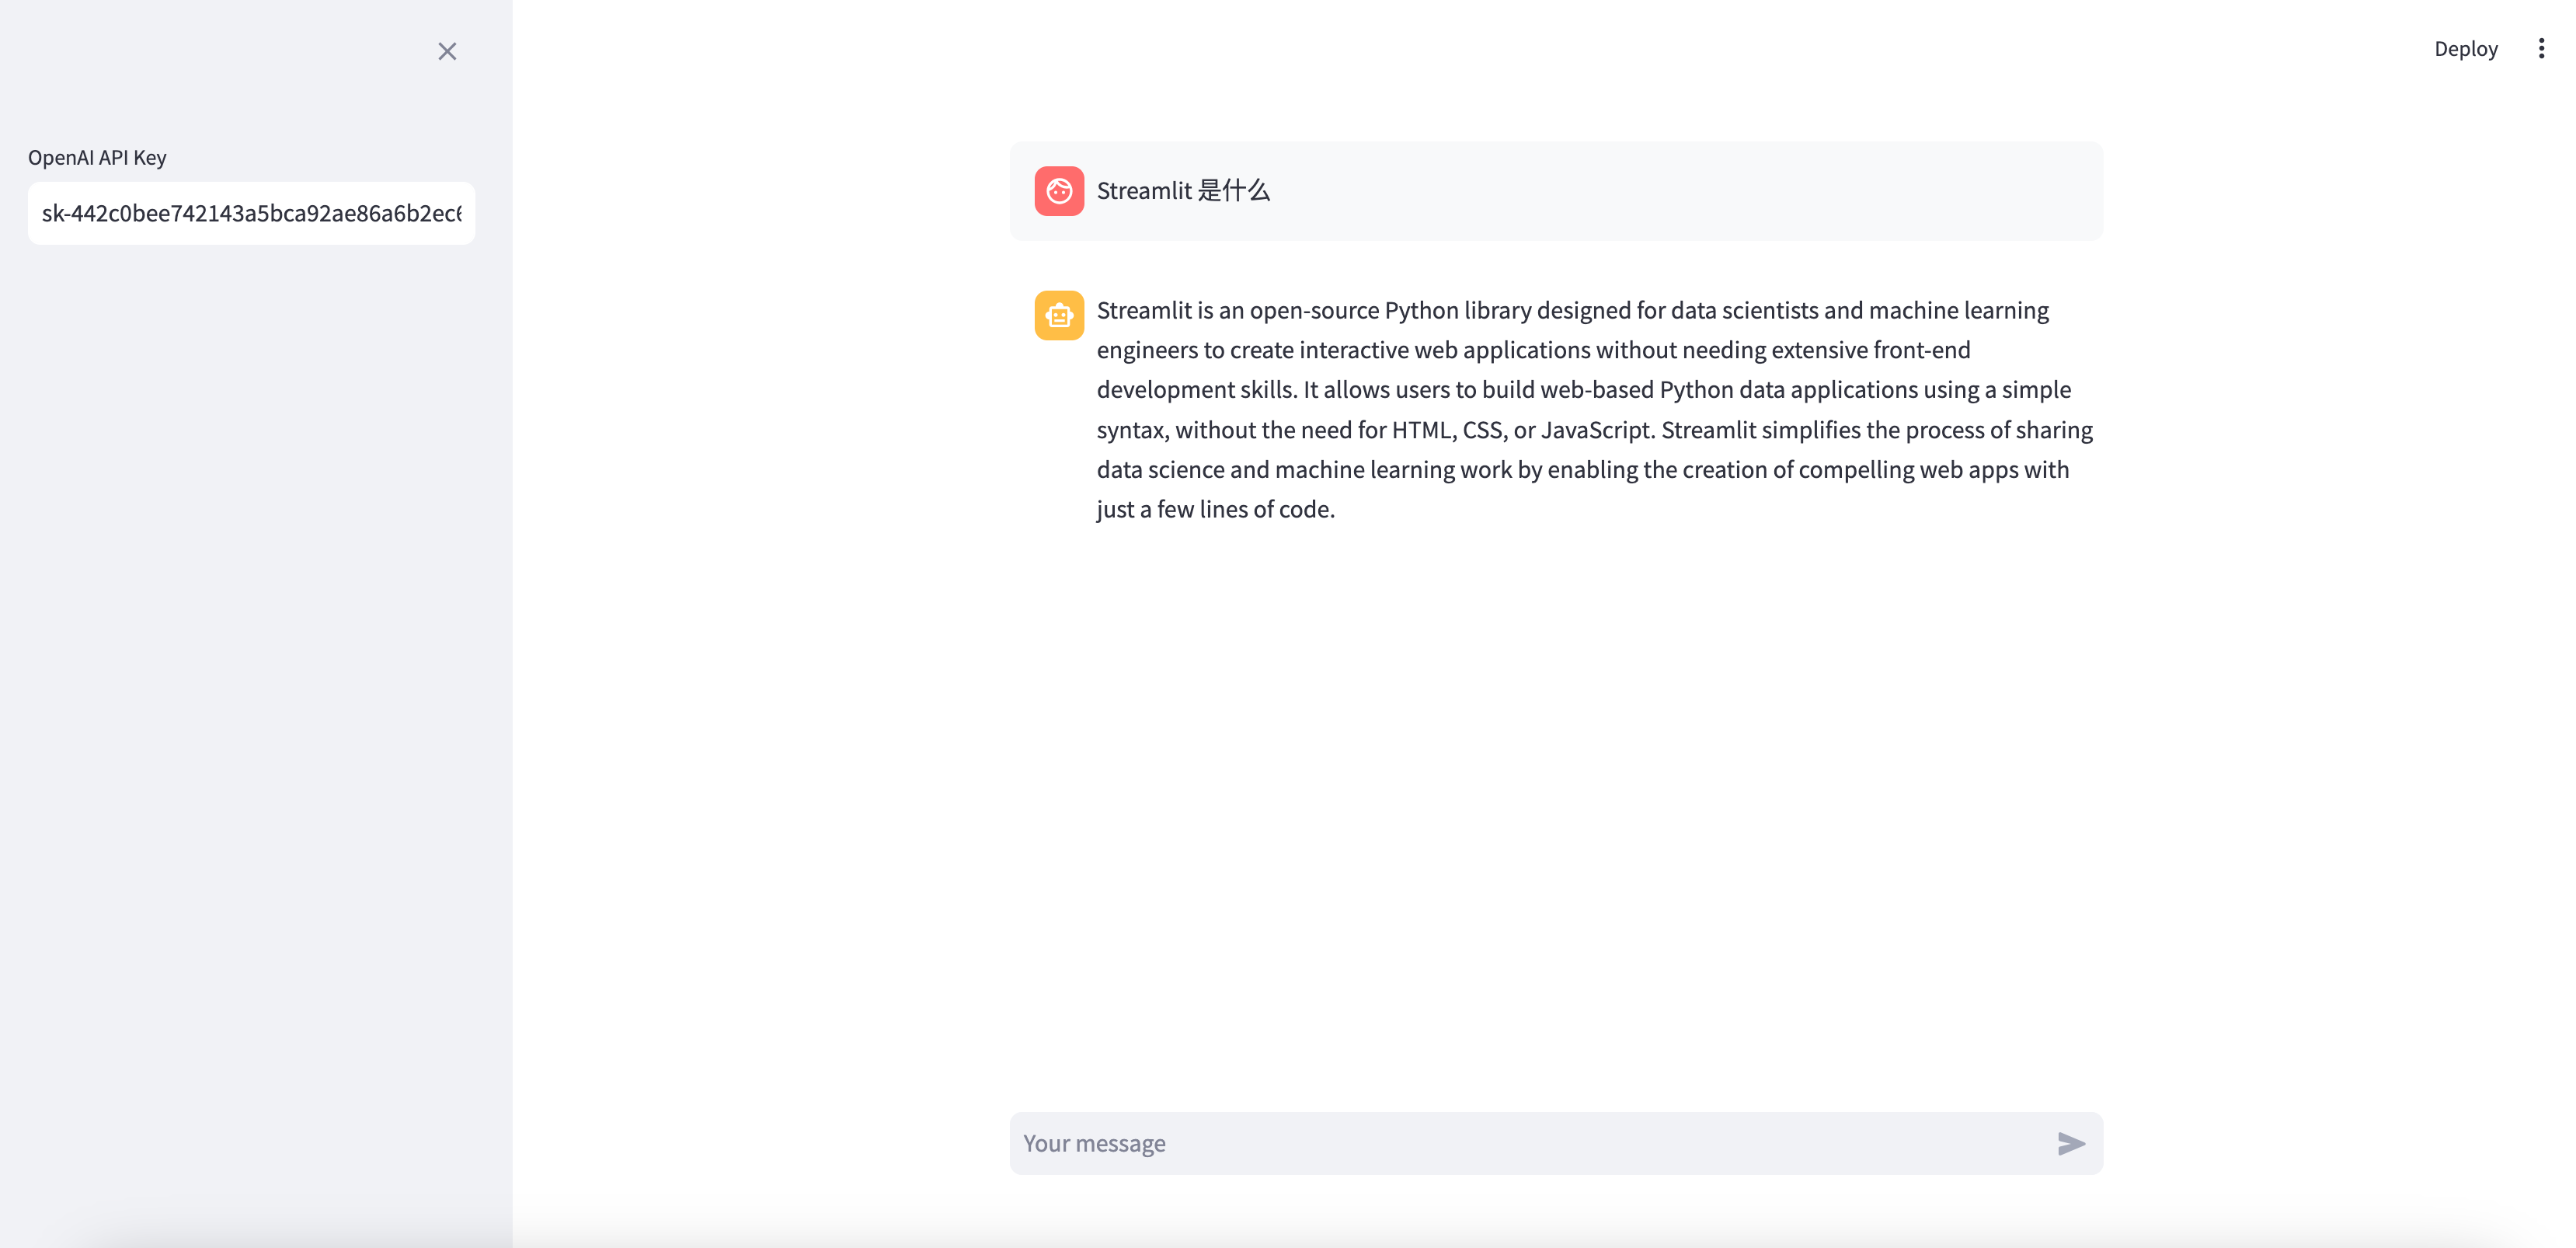 Deploy
OpenAI API Key
sk-442c0bee742143a5bca92ae86a6b2ec
Streamlit 是什么
Streamlit is an open-source Python library designed for data scientists and machine learning
engineers to create interactive web applications without needing extensive front-end
development skills. It allows users to build web-based Python data applications using a simple
syntax, without the need for HTML, CSS, or JavaScript. Streamlit simplifies the process of sharing
data science and machine learning work by enabling the creation of compelling web apps with
just a few lines of code.
Your message